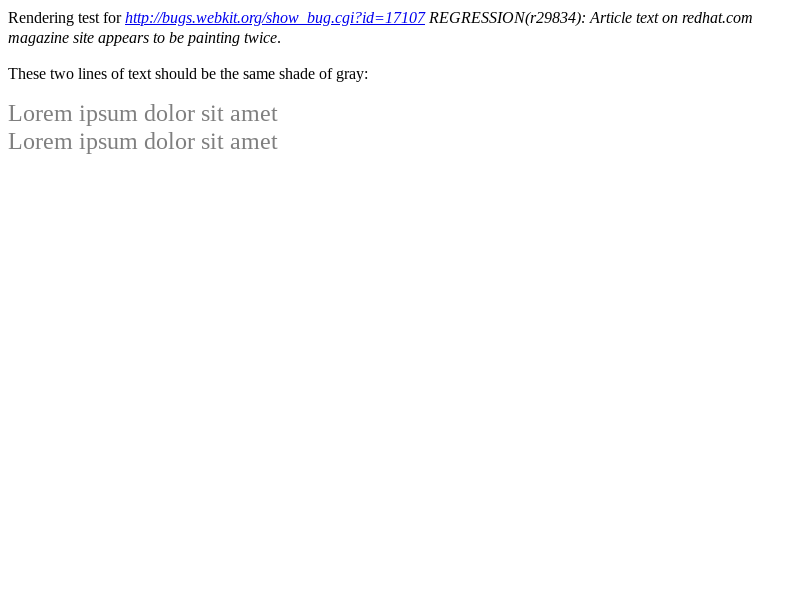 Rendering test for http://bugs.webkit.org/show_bug.cgi?id=17107 REGRESSION(r29834): Article text on redhat.com
magazine site appears to be painting twice.
These two lines of text should be the same shade of gray:
Lorem ipsum dolor sit amet
Lorem ipsum dolor sit amet